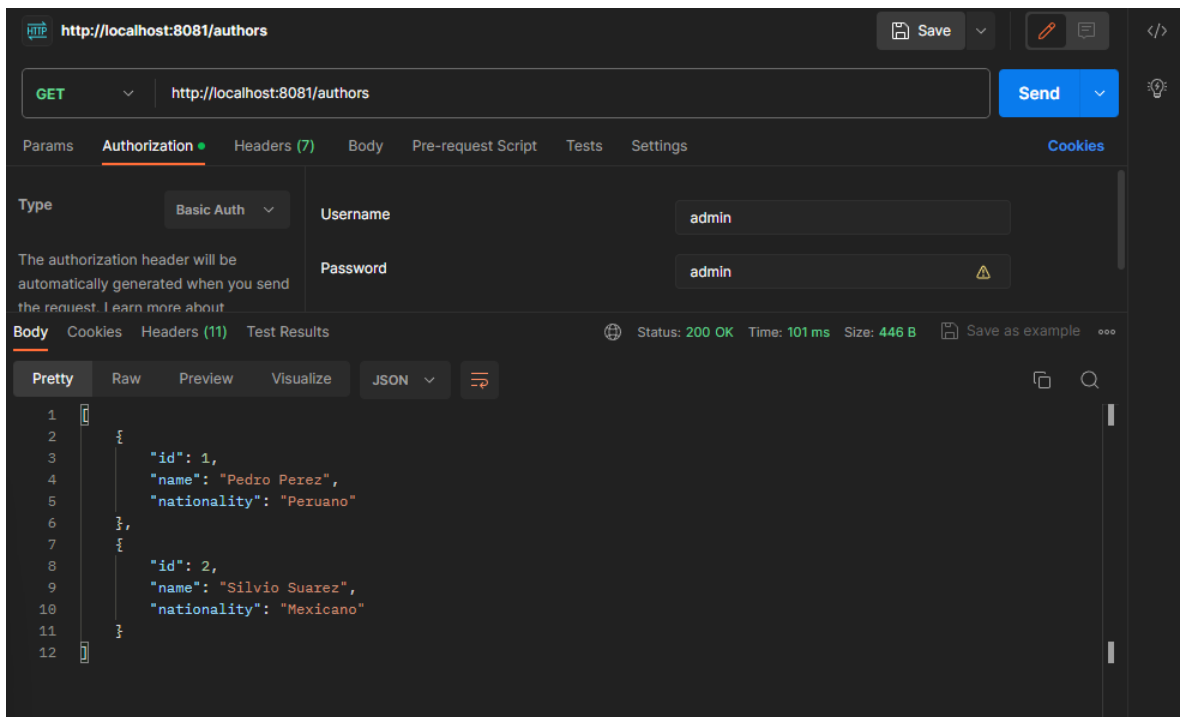 HTTP http://localhost:8081/authors Save </>
GET http://localhost:8081/authors Send
Params Authorization Headers (7) Body Pre-request Script Tests Settings Cookies
Type Basic Auth
Username admin
The authorization header will be
automatically generated when you send
the request. Learn more about
Password admin
Body Cookies Headers (11) Test Results Status: 200 OK Time: 101 ms Size: 446 B Save as example
Pretty Raw Preview Visualize JSON
1 [
2 {
3 "id": 1,
4 "name": "Pedro Perez",
5 "nationality": "Peruano"
6 },
7 {
8 "id": 2,
9 "name": "Silvio Suarez",
10 "nationality": "Mexicano"
11 }
12 ]